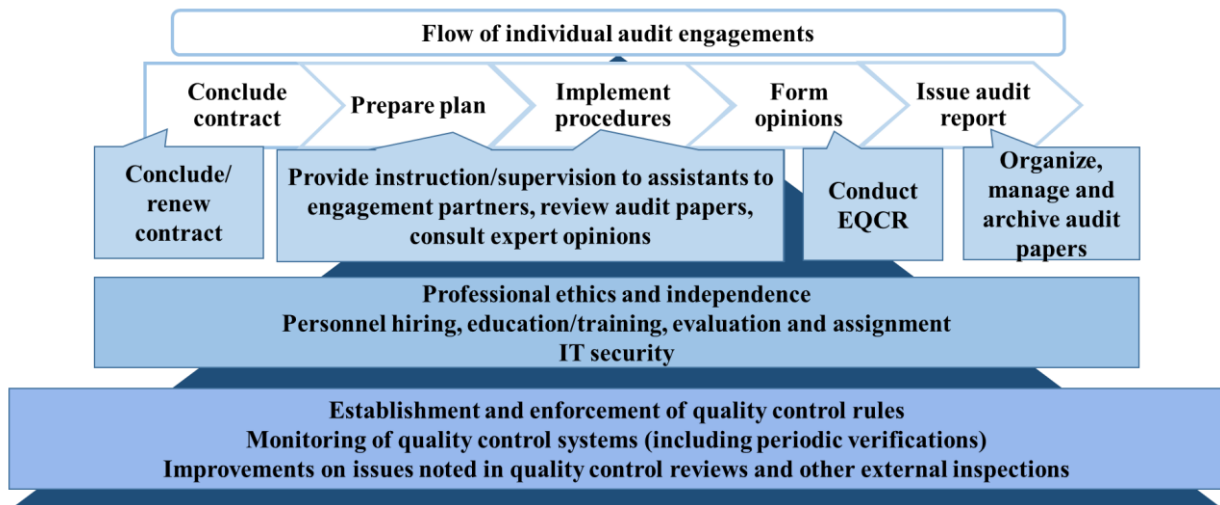 Flow of individual audit engagements
Conclude
contract
Prepare plan
Implement
procedures
Form
opinions
Issue audit
report
Conclude/
renew
contract
Provide instruction/supervision to assistants to
engagement partners, review audit papers,
consult expert opinions
Conduct
EQCR
Organize,
manage and
archive audit
papers
Professional ethics and independence
Personnel hiring, education/training, evaluation and assignment
IT security
Establishment and enforcement of quality control rules
Monitoring of quality control systems (including periodic verifications)
Improvements on issues noted in quality control reviews and other external inspections